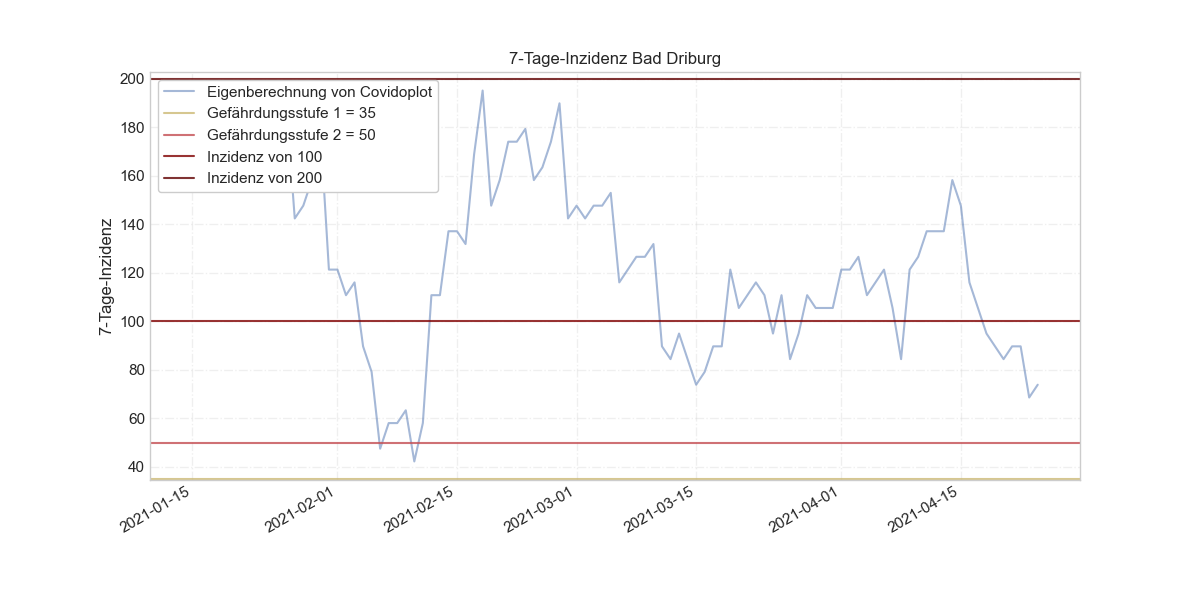 7-Tage-Inzidenz Bad Driburg
7-Tage-Inzidenz
200
180
160
140
120
100
80
60
40
Eigenberechnung von Covidoplot
Gefährdungsstufe 1 = 35
Gefährdungsstufe 2 = 50
Inzidenz von 100
Inzidenz von 200
2021-01-15
2021-02-01
2021-02-15
2021-03-01
2021-03-15
2021-04-01
2021-04-15